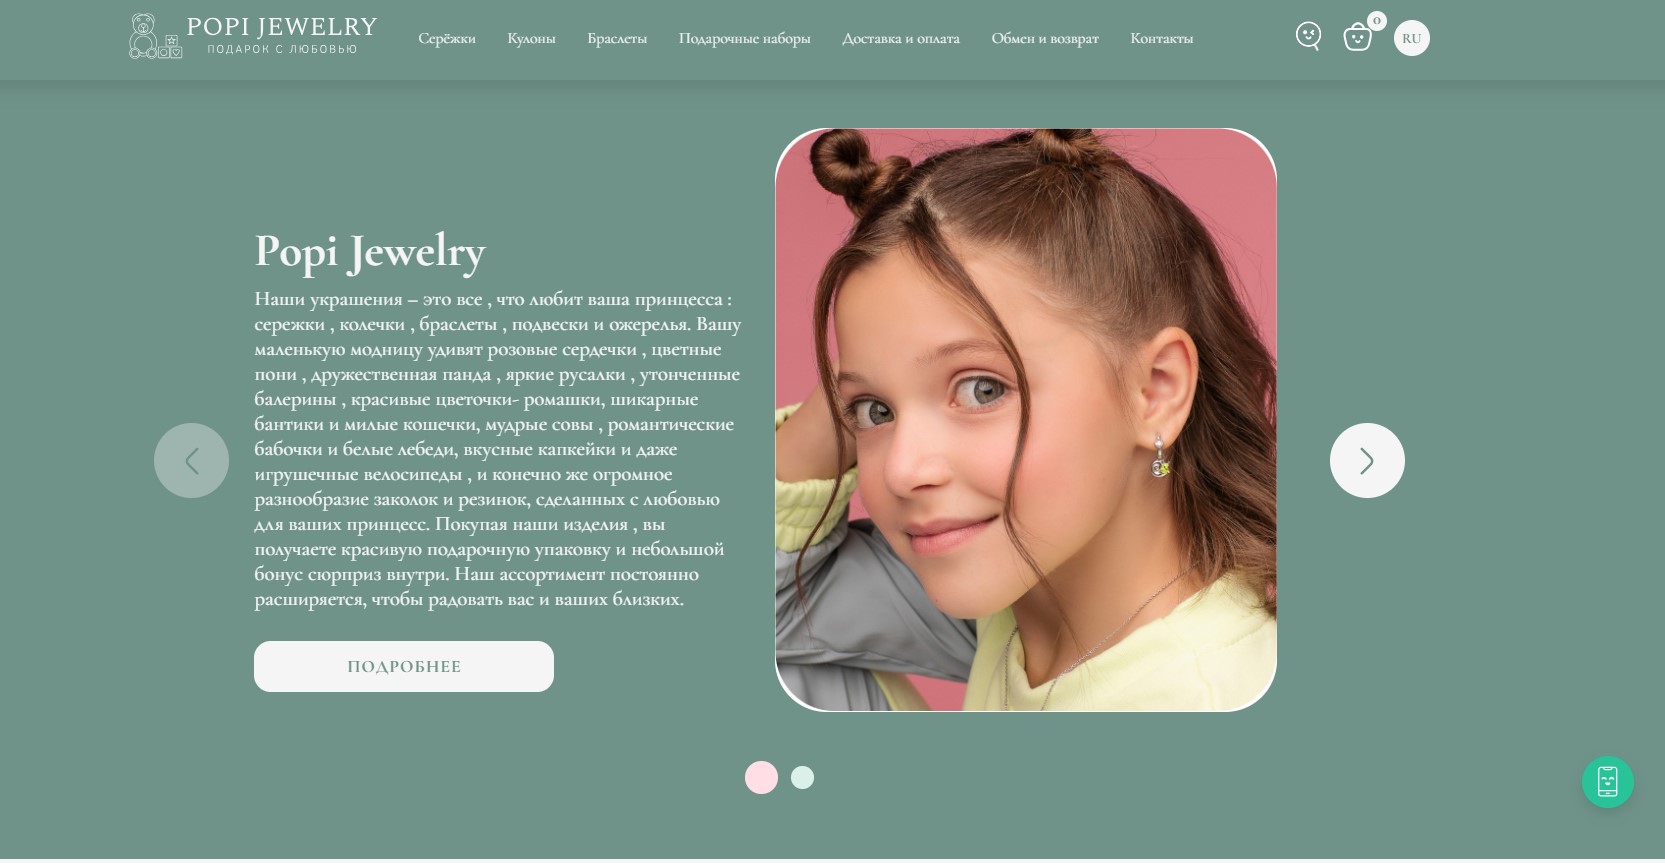 POPI JEWELRY
ПОДАРОК С ЛЮБОВЬЮ
Серёжки Кулоны Браслеты Подарочные наборы Доставка и оплата Обмен и возврат Контакты
0
RU
Popi Jewelry
Наши украшения – это все , что любит ваша принцесса :
сережки , колечки , браслеты , подвески и ожерелья. Вашу
маленькую модницу удивят розовые сердечки , цветные
пони , дружественная панда , яркие русалки , утонченные
балерины , красивые цветочки- ромашки, шикарные
бантики и милые кошечки, мудрые совы , романтические
бабочки и белые лебеди, вкусные капкейки и даже
игрушечные велосипеды , и конечно же огромное
разнообразие заколок и резинок, сделанных с любовью
для ваших принцесс. Покупая наши изделия , вы
получаете красивую подарочную упаковку и небольшой
бонус сюрприз внутри. Наш ассортимент постоянно
расширяется, чтобы радовать вас и ваших близких.
ПОДРОБНЕЕ